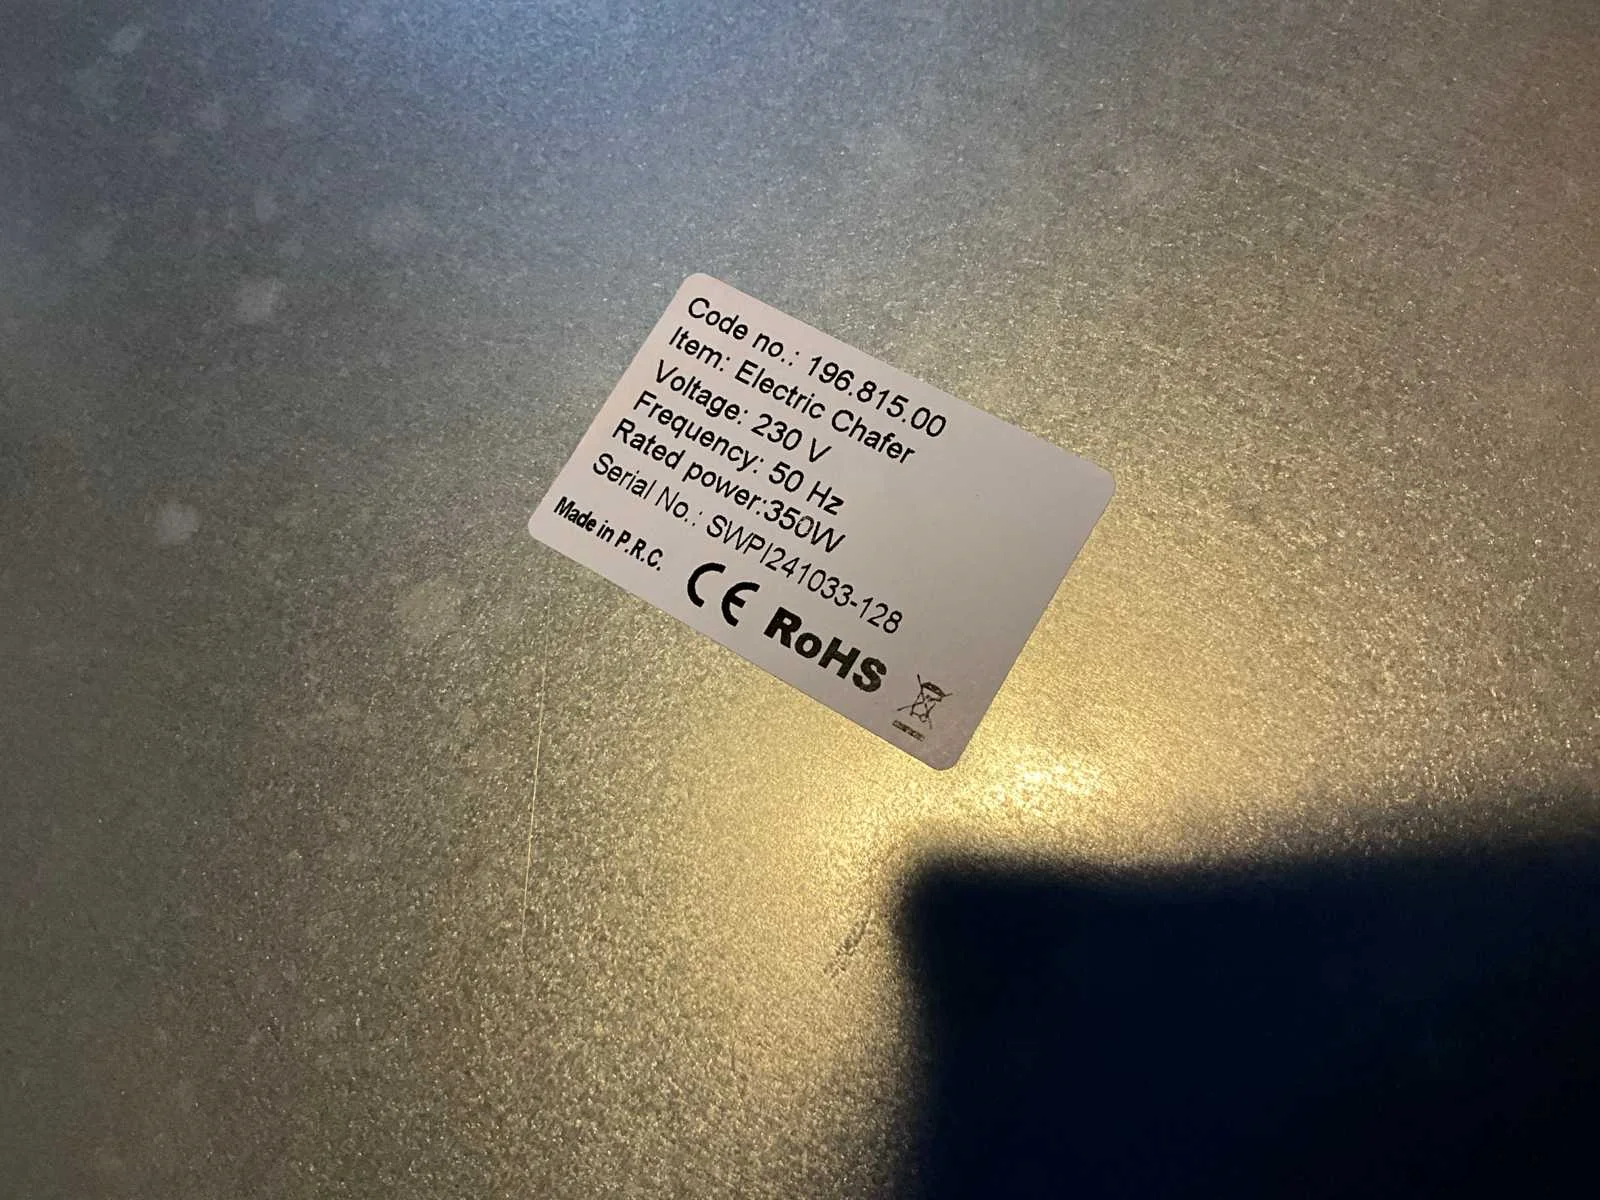 Code no.: 196.815.00
Item: Electric Chafer
Voltage: 230 V
Frequency: 50 Hz
Rated power:350W
Serial No.: SWPI241033-128
Made in P.R.C.
CE RoHS